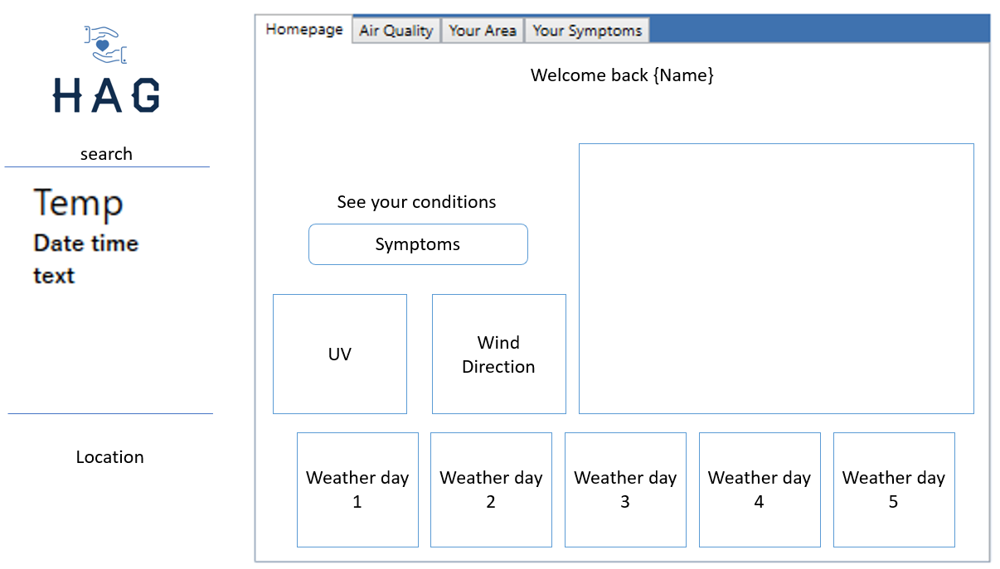 HAG
search
Temp
Date time
text
Location
Homepage
Air Quality
Your Area
Your Symptoms
Welcome back {Name}
See your conditions
Symptoms
UV
Wind
Direction
Weather day
1
Weather day
2
Weather day
3
Weather day
4
Weather day
5